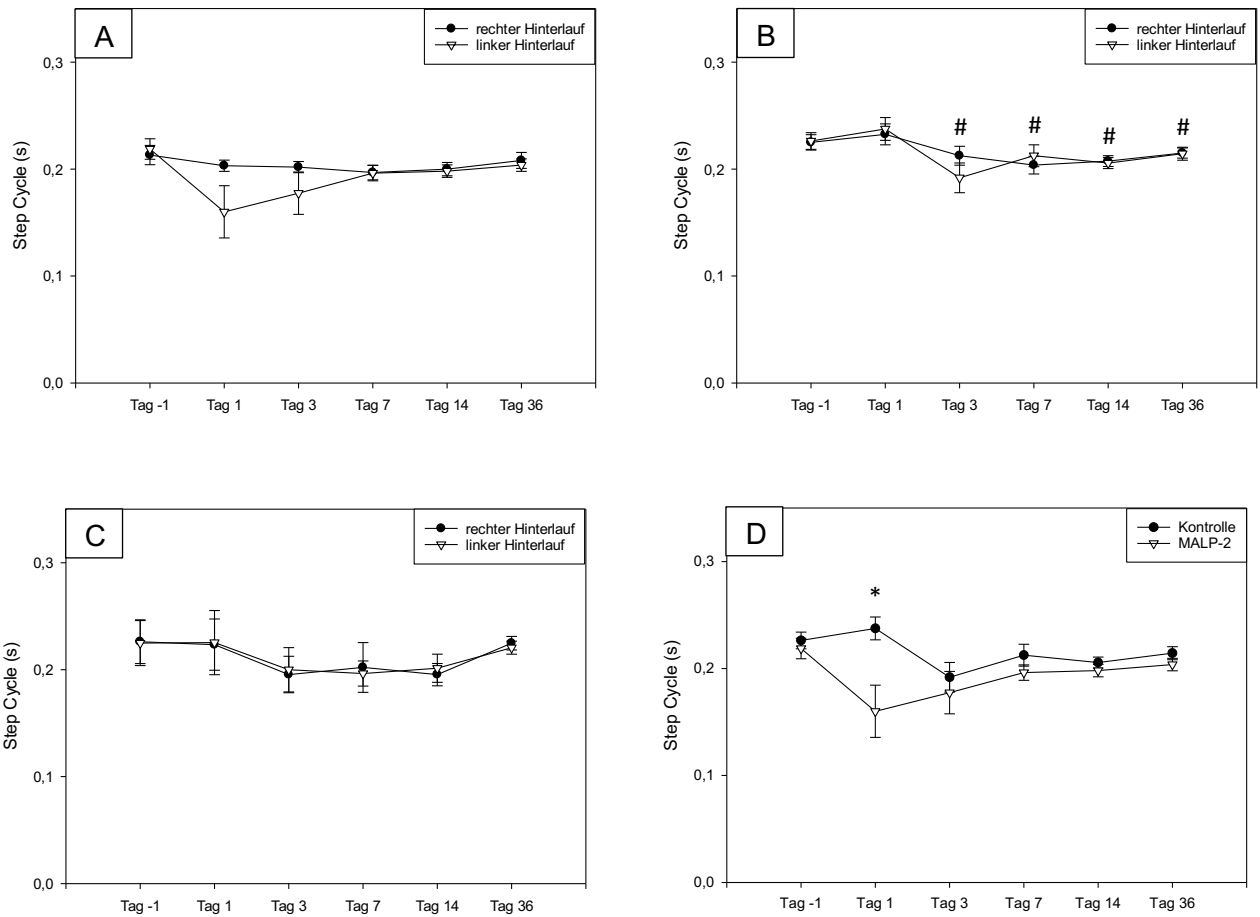 A
rechter Hinterlauf
linker Hinterlauf
Step Cycle (s)
0,3
0,2
0,1
0,0
Tag -1 Tag 1 Tag 3 Tag 7 Tag 14 Tag 36
B
rechter Hinterlauf
linker Hinterlauf
Step Cycle (s)
0,3
# # # #
0,2
0,1
0,0
Tag -1 Tag 1 Tag 3 Tag 7 Tag 14 Tag 36
C
rechter Hinterlauf
linker Hinterlauf
Step Cycle (s)
0,3
0,2
0,1
0,0
Tag -1 Tag 1 Tag 3 Tag 7 Tag 14 Tag 36
D
Kontrolle
MALP-2
Step Cycle (s)
0,3
*
0,2
0,1
0,0
Tag -1 Tag 1 Tag 3 Tag 7 Tag 14 Tag 36